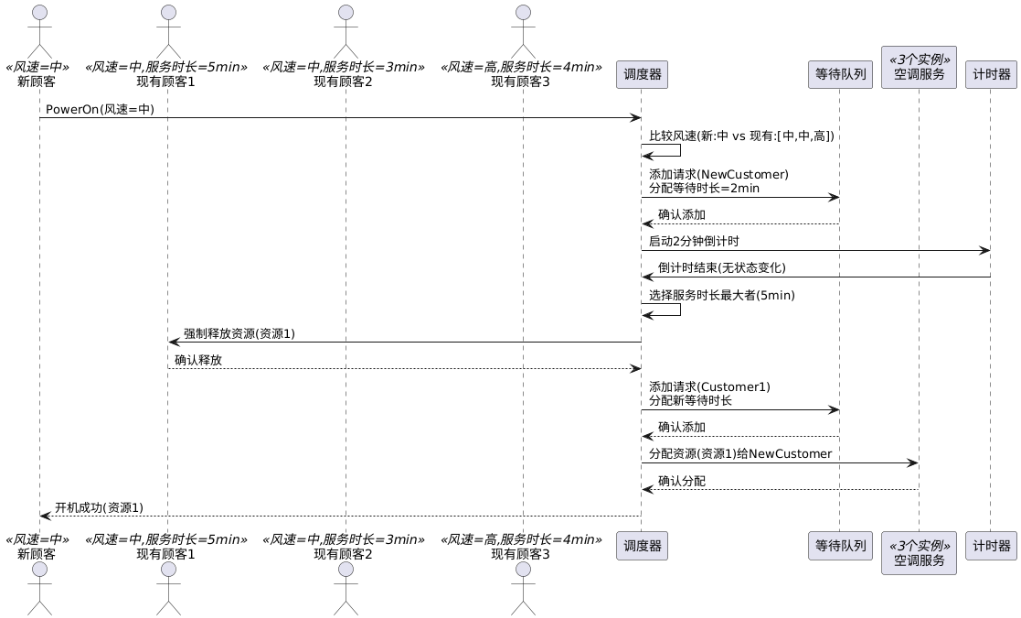 «风速=中»
新顾客
«风速=中,服务时长=5min»
现有顾客1
«风速=中,服务时长=3min»
现有顾客2
«风速=高,服务时长=4min»
现有顾客3
调度器
等待队列
«3个实例»
空调服务
计时器
PowerOn(风速=中)
比较风速(新:中 vs 现有:[中,中,高])
添加请求(NewCustomer)
分配等待时长=2min
确认添加
启动2分钟倒计时
倒计时结束(无状态变化)
选择服务时长最大者(5min)
强制释放资源(资源1)
确认释放
添加请求(Customer1)
分配新等待时长
确认添加
分配资源(资源1)给NewCustomer
确认分配
开机成功(资源1)
«风速=中»
新顾客
«风速=中,服务时长=5min»
现有顾客1
«风速=中,服务时长=3min»
现有顾客2
«风速=高,服务时长=4min»
现有顾客3
调度器
等待队列
«3个实例»
空调服务
计时器